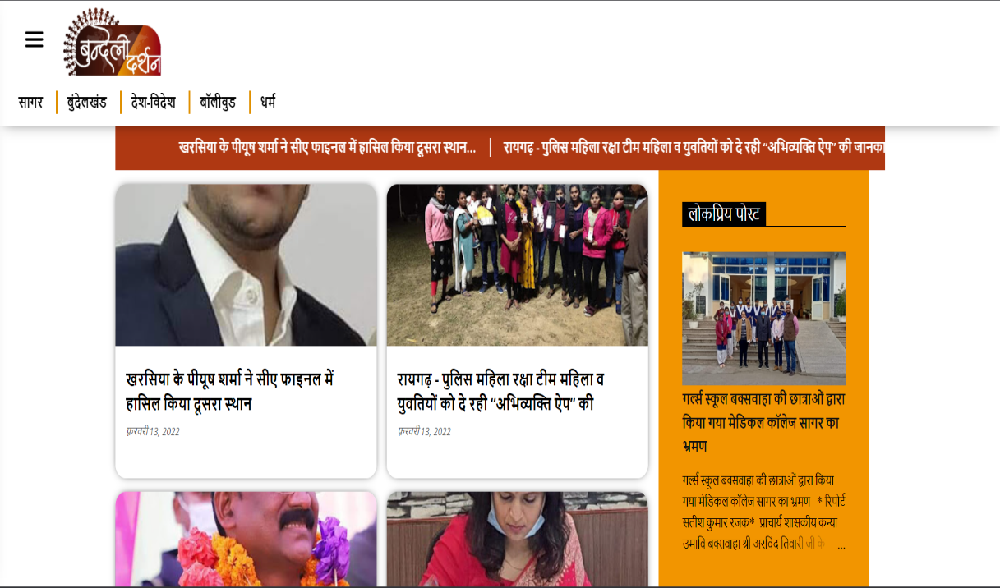 बुन्देली
दर्शन
सागर
बुंदेलखंड
देश-विदेश
बॉलीवुड
धर्म
खरसिया के पीयूष शर्मा ने सीए फाइनल में हासिल किया दूसरा स्थान...
रायगढ़ - पुलिस महिला रक्षा टीम महिला व युवतियों को दे रही “अभिव्यक्ति ऐप” की जानका
खरसिया के पीयूष शर्मा ने सीए फाइनल में
हासिल किया दूसरा स्थान
फ़रवरी 13, 2022
रायगढ़ - पुलिस महिला रक्षा टीम महिला व
युवतियों को दे रही “अभिव्यक्ति ऐप” की
फ़रवरी 13, 2022
लोकप्रिय पोस्ट
गर्ल्स स्कूल बक्सवाहा की छात्राओं द्वारा
किया गया मेडिकल कॉलेज सागर का
भ्रमण
गर्ल्स स्कूल बक्सवाहा की छात्राओं द्वारा किया
गया मेडिकल कॉलेज सागर का भ्रमण * रिपोर्ट
सतीश कुमार रजक* प्राचार्य शासकीय कन्या
उमावि बक्सवाहा श्री अरविंद तिवारी जी के ...